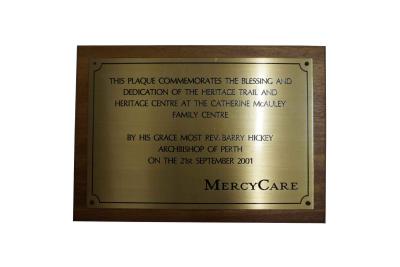 THIS PLAQUE COMMEMORATES THE BLESSING AND
DEDICATION OF THE HERITAGE TRAIL AND
HERITAGE CENTRE AT THE CATHERINE McAULEY
FAMILY CENTRE
BY HIS GRACE MOST REV. BARRY HICKEY
ARCHBISHOP OF PERTH
ON THE 21st SEPTEMBER 2001
MERCYCARE